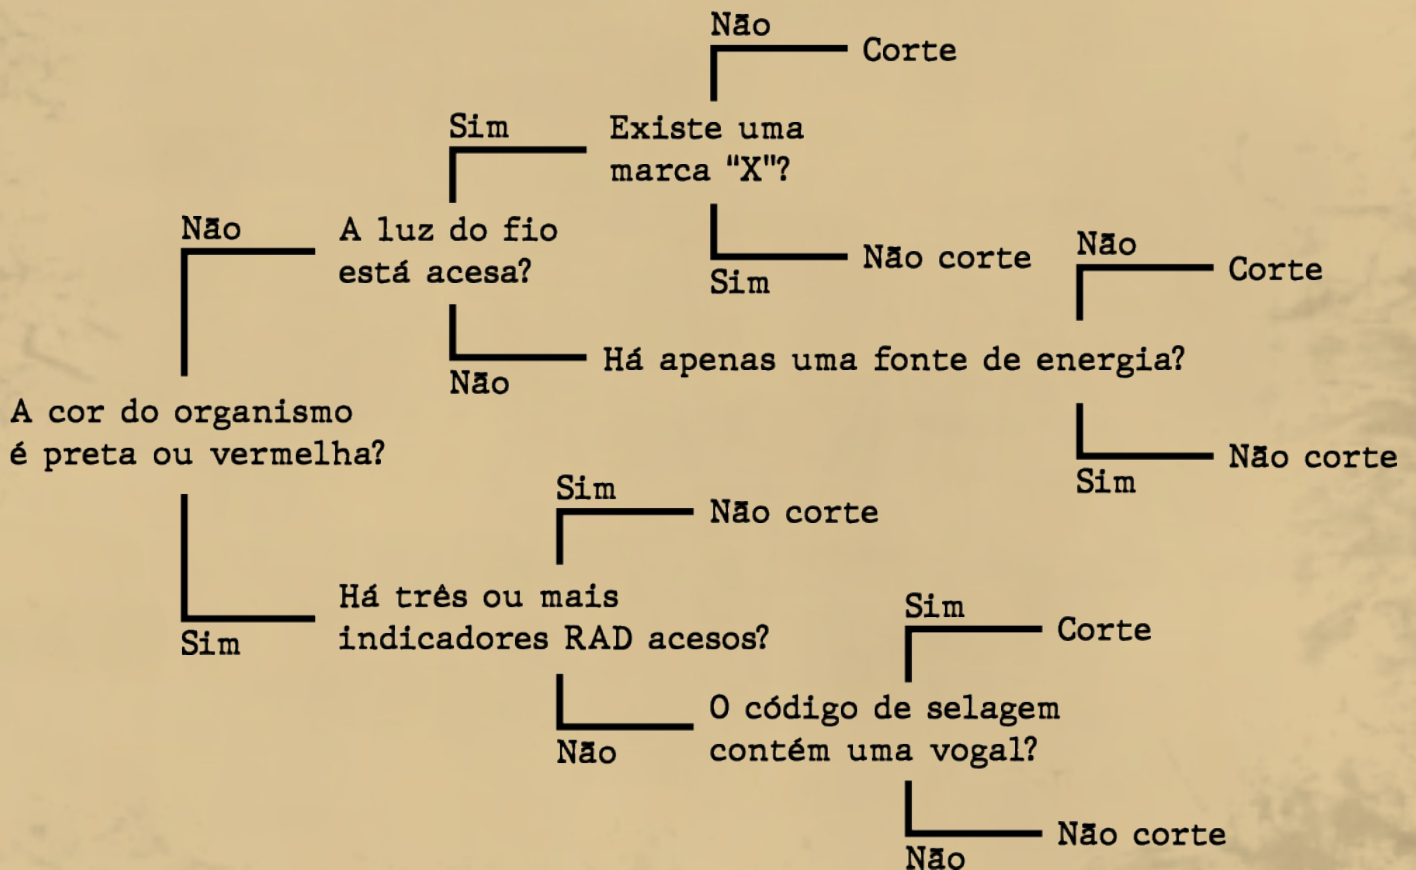 Não
Corte
Sim
Existe uma
marca "X"?
Não
A luz do fio
está acesa?
Sim
Não corte
Não
Corte
Não
Há apenas uma fonte de energia?
A cor do organismo
é preta ou vermelha?
Sim
Não corte
Sim
Não corte
Há três ou mais
indicadores RAD acesos?
Sim
Sim
Corte
Não
O código de selagem
contém uma vogal?
Não
Não corte